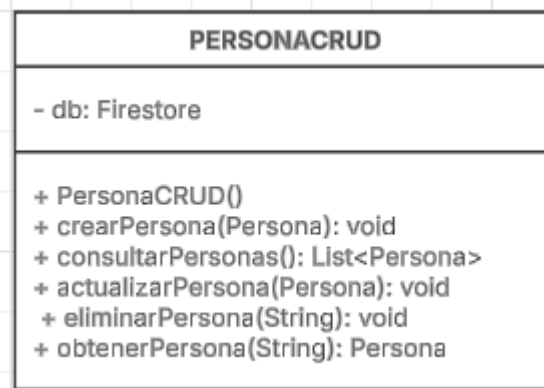 PERSONACRUD
- db: Firestore
+ PersonaCRUD()
+ crearPersona(Persona): void
+ consultarPersonas(): List<Persona>
+ actualizarPersona(Persona): void
+ eliminarPersona(String): void
+ obtenerPersona(String): Persona